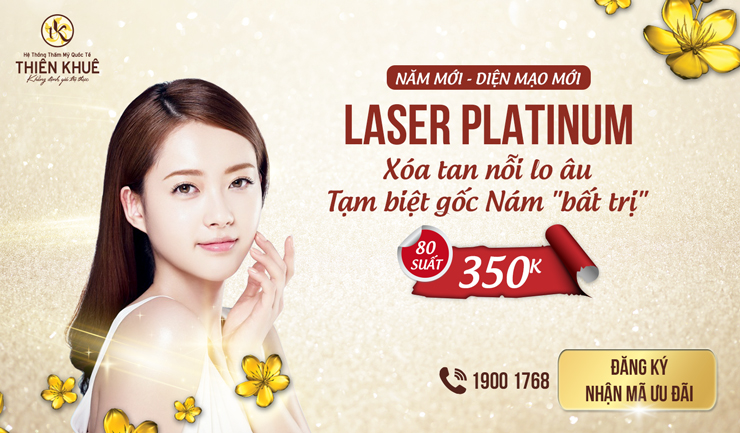 Hệ Thống Thẩm Mỹ Quốc Tế
THIÊN KHUÊ
NĂM MỚI - DIỆN MẠO MỚI
LASER PLATINUM
Xóa tan nỗi lo âu
Tạm biệt gốc Nám "bất trị"
80
SUẤT
350K
1900 1768
ĐĂNG KÝ
NHẬN MÃ ƯU ĐÃI